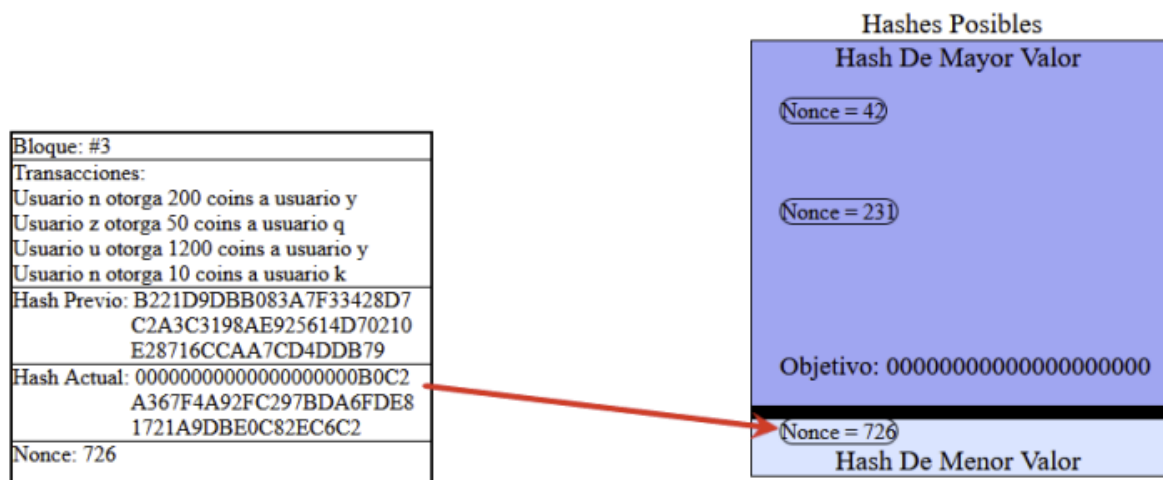 Bloque: #3
Transacciones:
Usuario n otorga 200 coins a usuario y
Usuario z otorga 50 coins a usuario q
Usuario u otorga 1200 coins a usuario y
Usuario n otorga 10 coins a usuario k
Hash Previo: B221D9DBB083A7F33428D7
C2A3C3198AE925614D70210
E28716CCAA7CD4DDB79
Hash Actual: 00000000000000000000B0C2
A367F4A92FC297BDA6FDE8
1721A9DBE0C82EC6C2
Nonce: 726
Hashes Posibles
Hash De Mayor Valor
Nonce = 42
Nonce = 231
Objetivo: 000000000000000000000
Nonce = 726
Hash De Menor Valor